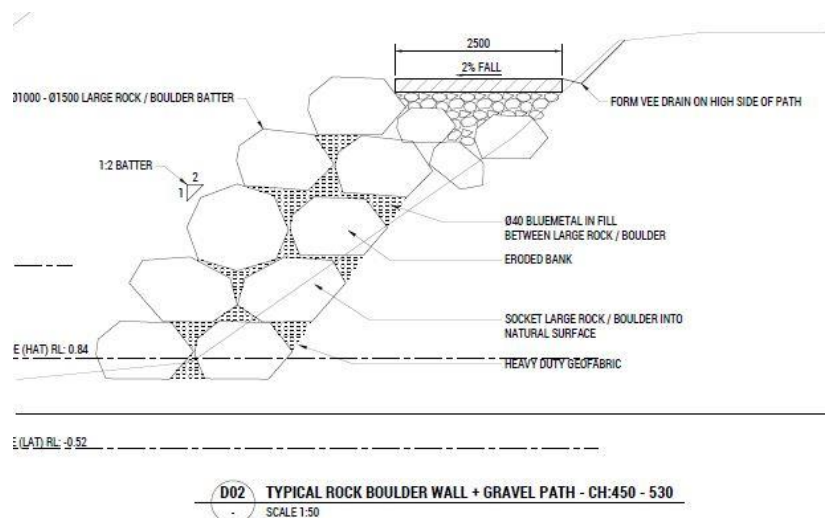 2500
2% FALL
Ø1000 - Ø1500 LARGE ROCK / BOULDER BATTER
FORM VEE DRAIN ON HIGH SIDE OF PATH
1:2 BATTER
2
1
Ø40 BLUEMETAL IN FILL
BETWEEN LARGE ROCK / BOULDER
ERODED BANK
SOCKET LARGE ROCK / BOULDER INTO
NATURAL SURFACE
E (HAT) RL: 0.84
HEAVY DUTY GEOFABRIC
E (LAT) RL: -0.52
D02 TYPICAL ROCK BOULDER WALL + GRAVEL PATH - CH:450 - 530
- SCALE 1:50